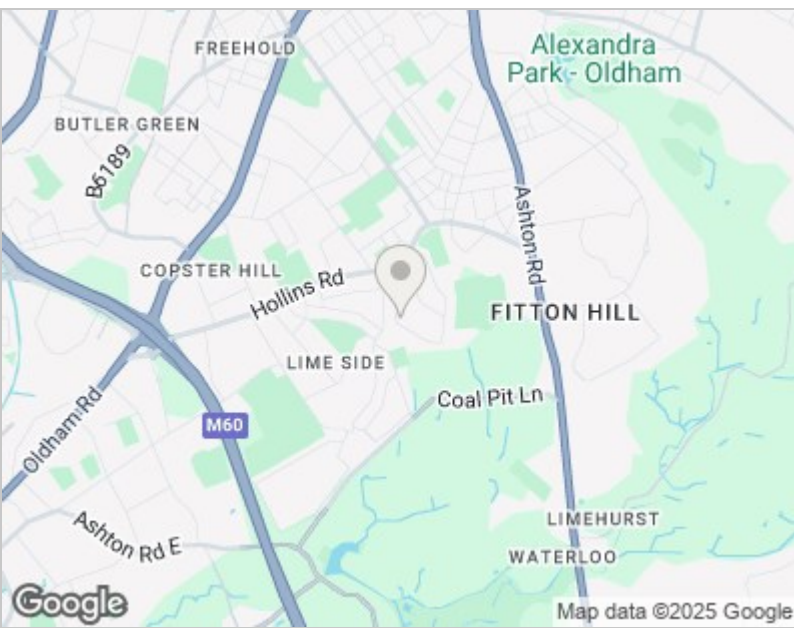 FREEHOLD
Alexandra
Park - Oldham
BUTLER GREEN
B6189
Ashton Rd
COPSTER HILL
Hollins Rd
FITTON HILL
LIME SIDE
Coal Pit Ln
Oldham Rd
M60
LIMEHURST
Ashton Rd E
WATERLOO
Google
Map data ©2025 Google